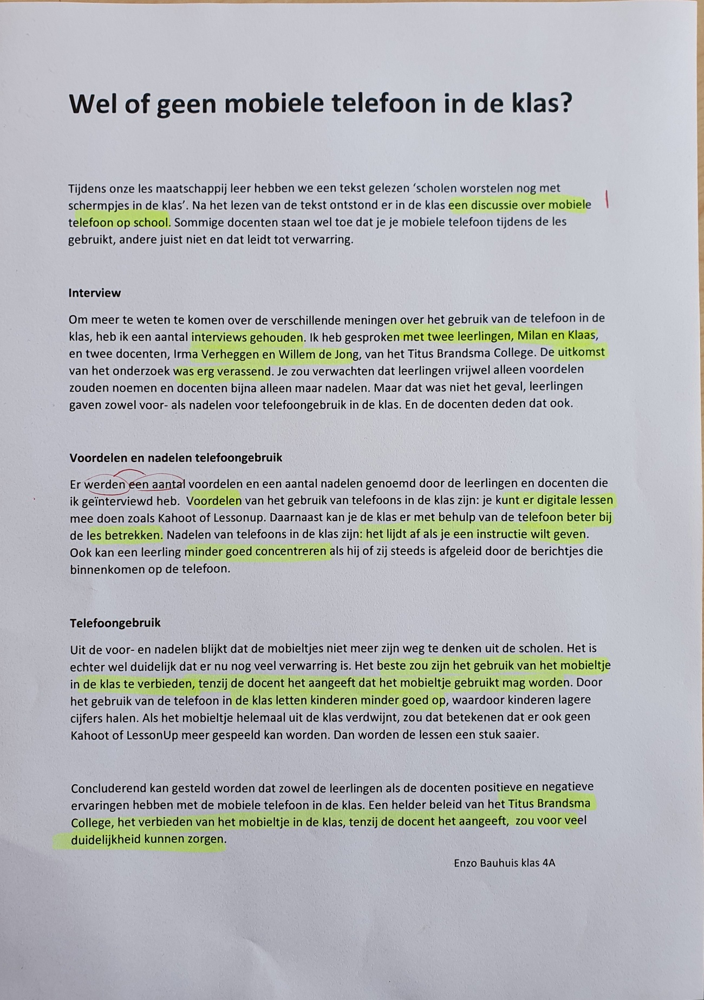 Wel of geen mobiele telefoon in de klas?
Tijdens onze les maatschappij leer hebben we een tekst gelezen ‘scholen worstelen nog met
schermpjes in de klas’. Na het lezen van de tekst ontstond er in de klas een discussie over mobiele
telefoon op school. Sommige docenten staan wel toe dat je je mobiele telefoon tijdens de les
gebruikt, andere juist niet en dat leidt tot verwarring.
Interview
Om meer te weten te komen over de verschillende meningen over het gebruik van de telefoon in de
klas, heb ik een aantal interviews gehouden. Ik heb gesproken met twee leerlingen, Milan en Klaas,
en twee docenten, Irma Verheggen en Willem de Jong, van het Titus Brandsma College. De uitkomst
van het onderzoek was erg verassend. Je zou verwachten dat leerlingen vrijwel alleen voordelen
zouden noemen en docenten bijna alleen maar nadelen. Maar dat was niet het geval, leerlingen
gaven zowel voor- als nadelen voor telefoongebruik in de klas. En de docenten deden dat ook.
Voordelen en nadelen telefoongebruik
Er werden een aantal voordelen en een aantal nadelen genoemd door de leerlingen en docenten die
ik geïnterviewd heb.  Voordelen van het gebruik van telefoons in de klas zijn: je kunt er digitale lessen
mee doen zoals Kahoot of Lessonup. Daarnaast kan je de klas er met behulp van de telefoon beter bij
de les betrekken. Nadelen van telefoons in de klas zijn: het lijdt af als je een instructie wilt geven.
Ook kan een leerling minder goed concentreren als hij of zij steeds is afgeleid door de berichtjes die
binnenkomen op de telefoon.
Telefoongebruik
Uit de voor- en nadelen blijkt dat de mobieltjes niet meer zijn weg te denken uit de scholen. Het is
echter wel duidelijk dat er nu nog veel verwarring is. Het beste zou zijn het gebruik van het mobieltje
in de klas te verbieden, tenzij de docent het aangeeft dat het mobieltje gebruikt mag worden. Door
het gebruik van de telefoon in de klas letten kinderen minder goed op, waardoor kinderen lagere
cijfers halen. Als het mobieltje helemaal uit de klas verdwijnt, zou dat betekenen dat er ook geen
Kahoot of LessonUp meer gespeeld kan worden. Dan worden de lessen een stuk saaier.
Concluderend kan gesteld worden dat zowel de leerlingen als de docenten positieve en negatieve
ervaringen hebben met de mobiele telefoon in de klas. Een helder beleid van het Titus Brandsma
College, het verbieden van het mobieltje in de klas, tenzij de docent het aangeeft,  zou voor veel
duidelijkheid kunnen zorgen.
Enzo Bauhuis klas 4A